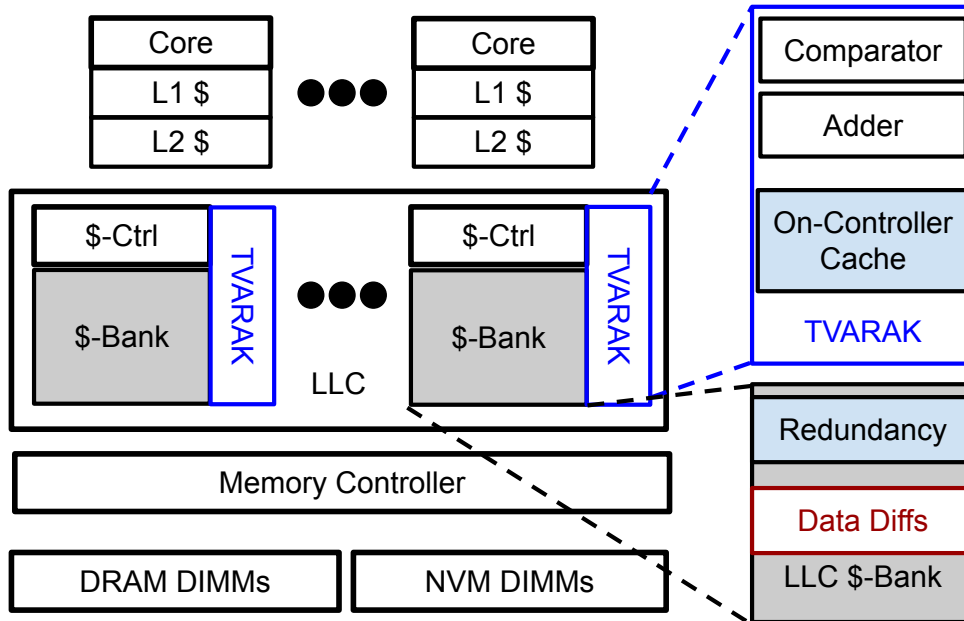 Core
L1 $
L2 $
Core
L1 $
L2 $
$-Ctrl
$-Bank
TVARAK
LLC
$-Ctrl
$-Bank
TVARAK
Memory Controller
DRAM DIMMs
NVM DIMMs
Comparator
Adder
On-Controller
Cache
TVARAK
Redundancy
Data Diffs
LLC $-Bank